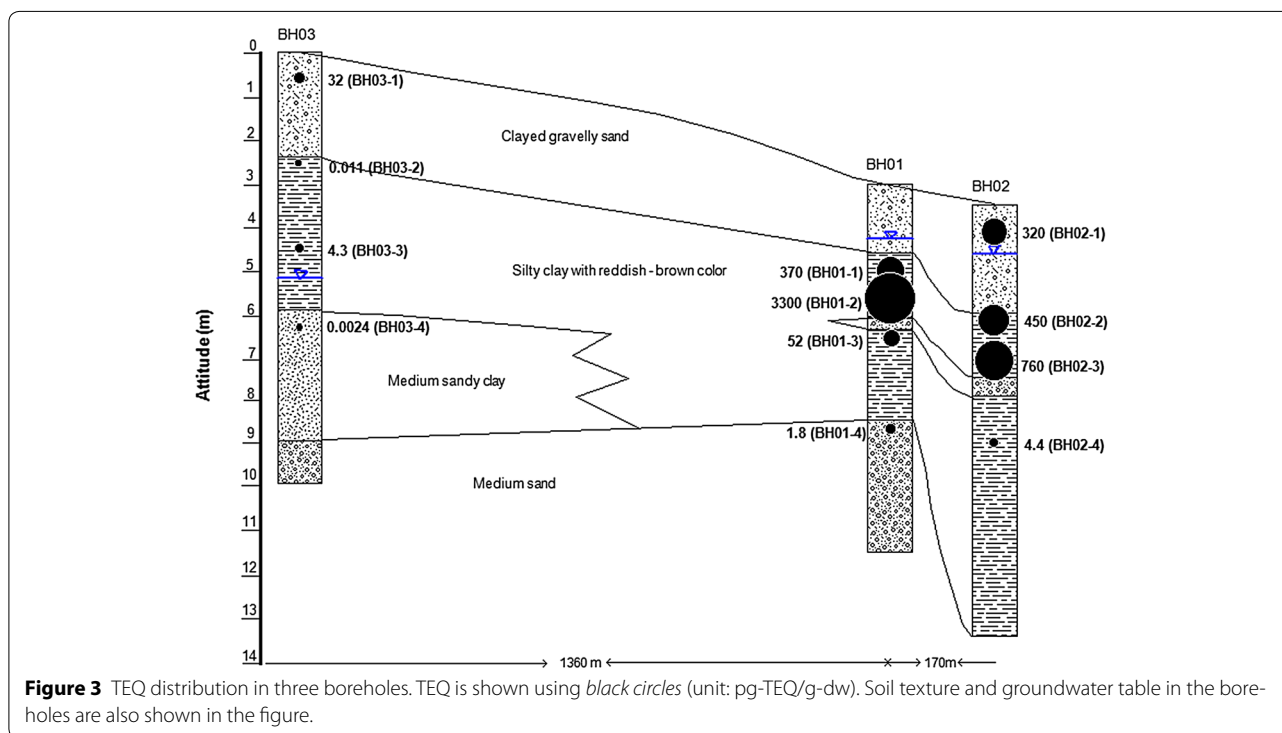 BH03
0
32 (BH03-1)
1
Clayed gravelly sand
2
0.011 (BH03-2)
BH01
3
BH02
4
320 (BH02-1)
4.3 (BH03-3)
5
Silty clay with reddish - brown color
370 (BH01-1)
3300 (BH01-2)
6
0.0024 (BH03-4)
450 (BH02-2)
52 (BH01-3)
7
760 (BH02-3)
Medium sandy clay
8
9
1.8 (BH01-4)
4.4 (BH02-4)
10
Medium sand
11
12
13
14
1360 m
170m
Attitude (m)
Figure 3 TEQ distribution in three boreholes. TEQ is shown using black circles (unit: pg-TEQ/g-dw). Soil texture and groundwater table in the bore-
holes are also shown in the figure.